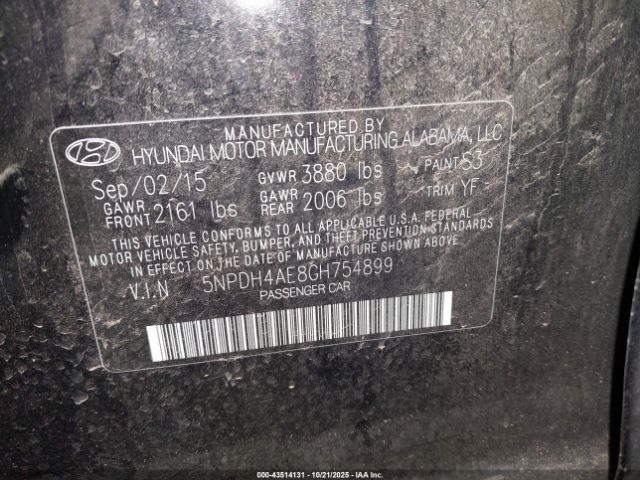 MANUFACTURED BY
HYUNDAI MOTOR MANUFACTURING ALABAMA, LLC
Sep/02/15 GVWR 3880 lbs PAINT S3
GAWR FRONT 2161 lbs GAWR REAR 2006 lbs TRIM YF
THIS VEHICLE CONFORMS TO ALL APPLICABLE U.S.A. FEDERAL
MOTOR VEHICLE SAFETY, BUMPER, AND THEFT PREVENTION STANDARDS
IN EFFECT ON THE DATE OF MANUFACTURE SHOWN ABOVE.
V.I.N 5NPDH4AE8GH754899
PASSENGER CAR
000-43514131 - 10/21/2025 - IAA Inc.